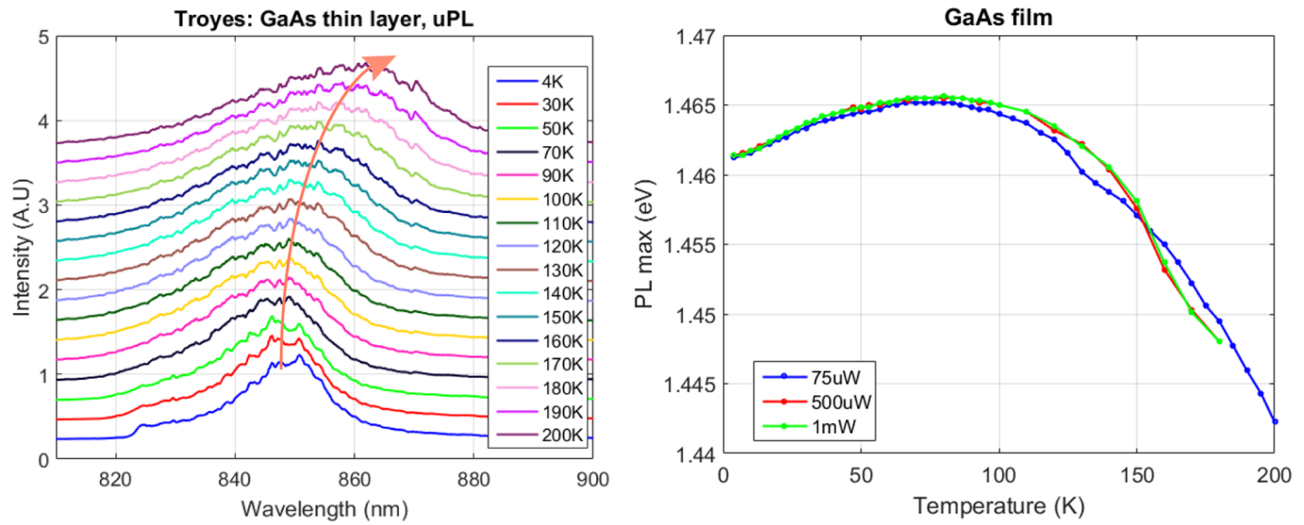 Troyes: GaAs thin layer, uPL
5
4
3
2
1
0
Intensity (A.U)
820
840
860
880
900
Wavelength (nm)
4K
30K
50K
70K
90K
100K
110K
120K
130K
140K
150K
160K
170K
180K
190K
200K
GaAs film
1.47
1.465
1.46
1.455
1.45
1.445
1.44
PL max (eV)
0
50
100
150
200
Temperature (K)
75uW
500uW
1mW